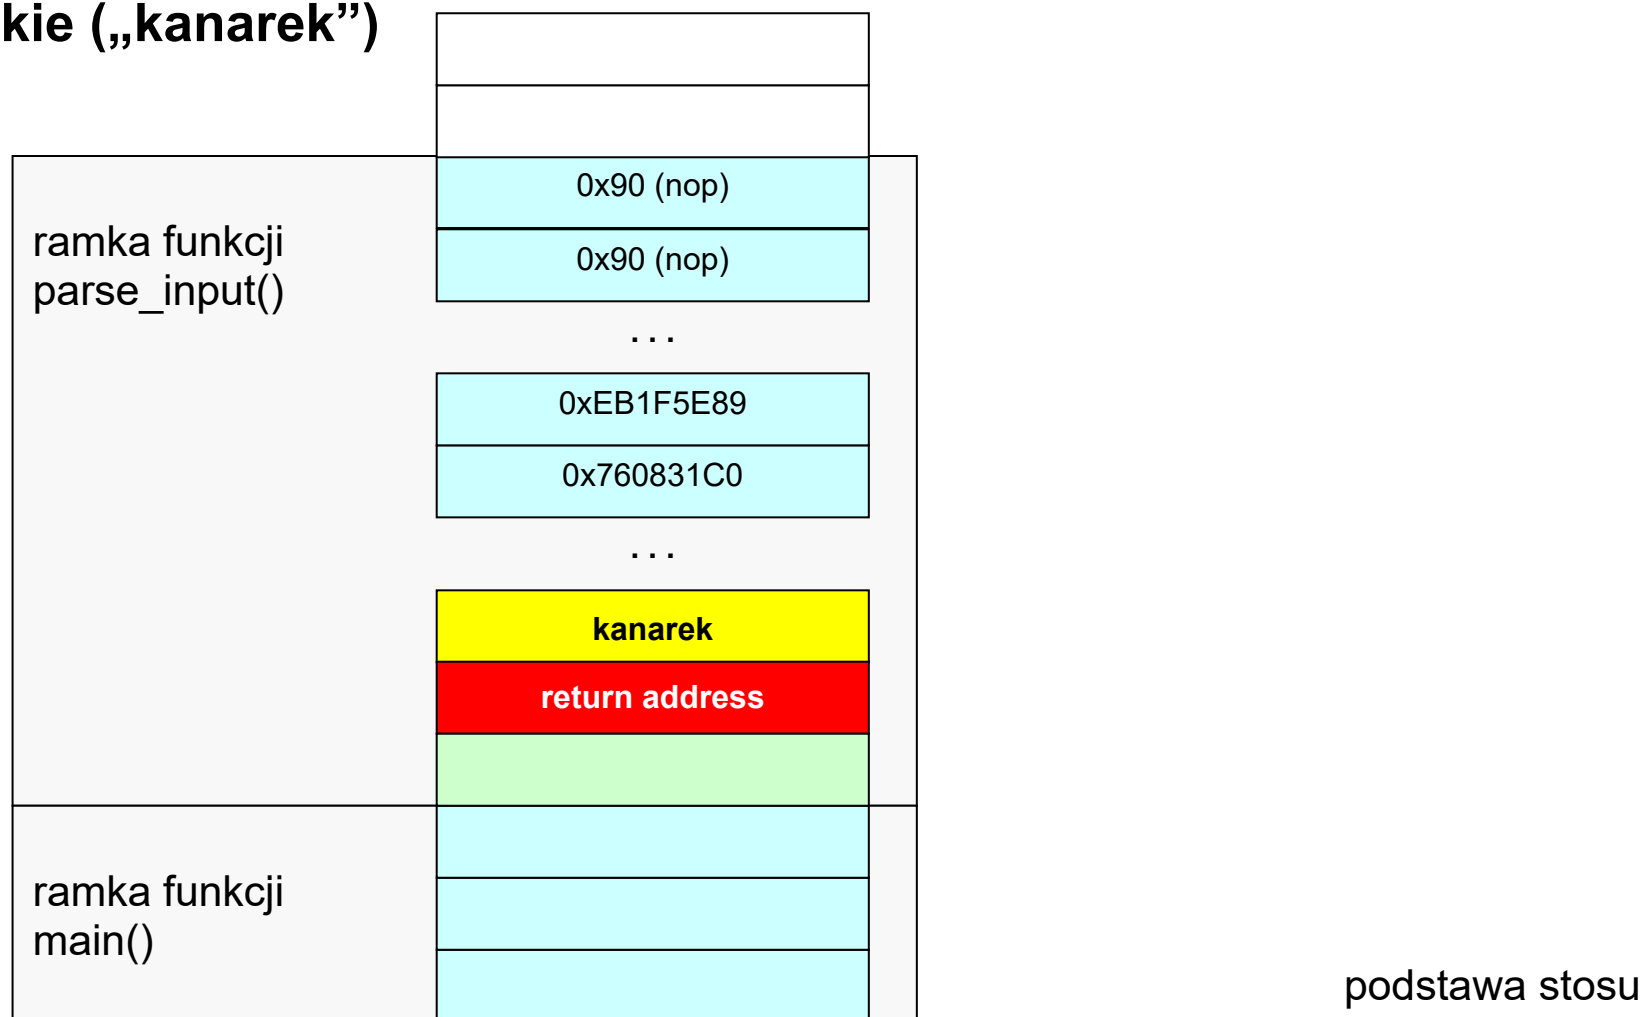 kie („kanarek”)
ramka funkcji
parse_input()
0x90 (nop)
0x90 (nop)
...
0xEB1F5E89
0x760831C0
...
kanarek
return address
ramka funkcji
main()
podstawa stosu